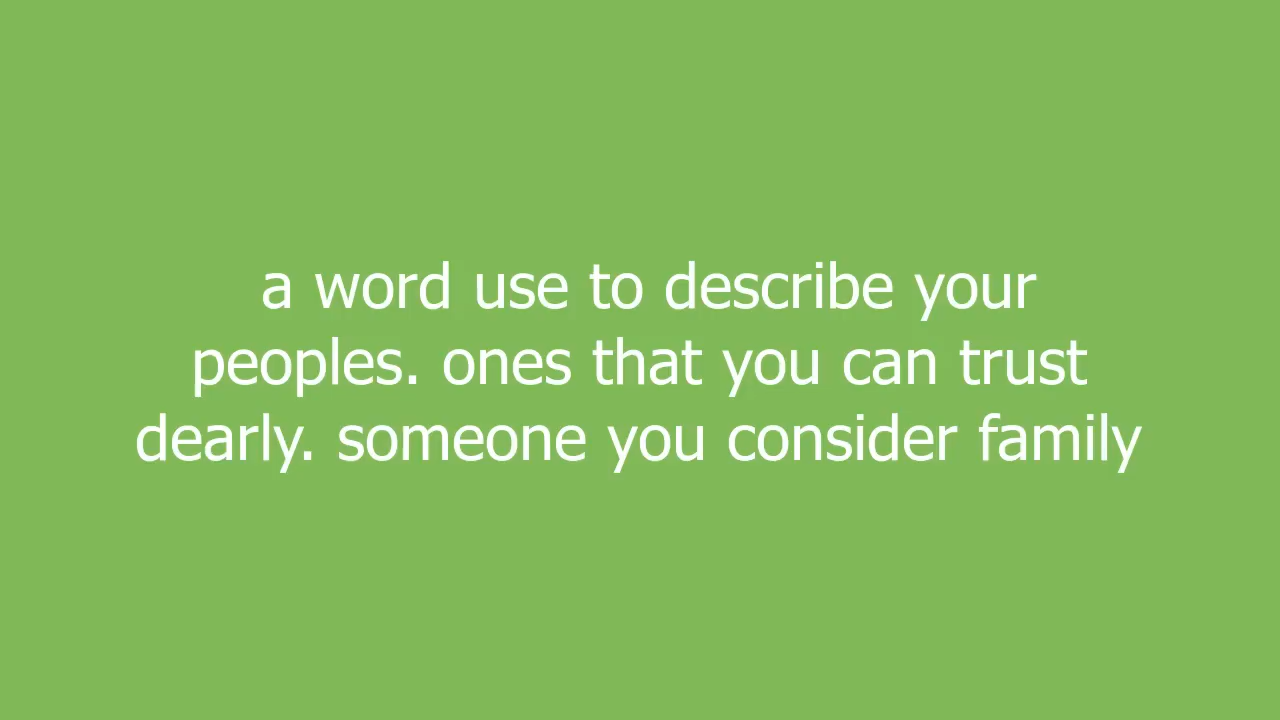 a word use to describe your
peoples. ones that you can trust
dearly. someone you consider family